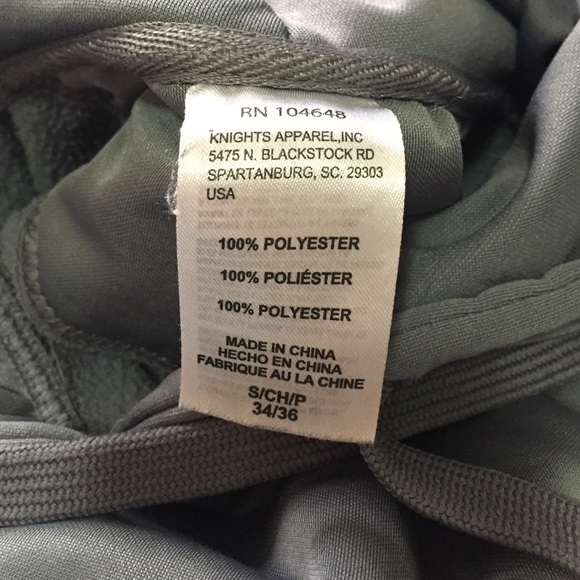 RN 104648
KNIGHTS APPAREL,INC
5475 N. BLACKSTOCK RD
SPARTANBURG, SC. 29303
USA
100% POLYESTER
100% POLIÉSTER
100% POLYESTER
MADE IN CHINA
HECHO EN CHINA
FABRIQUE AU LA CHINE
S/CH/P
34/36